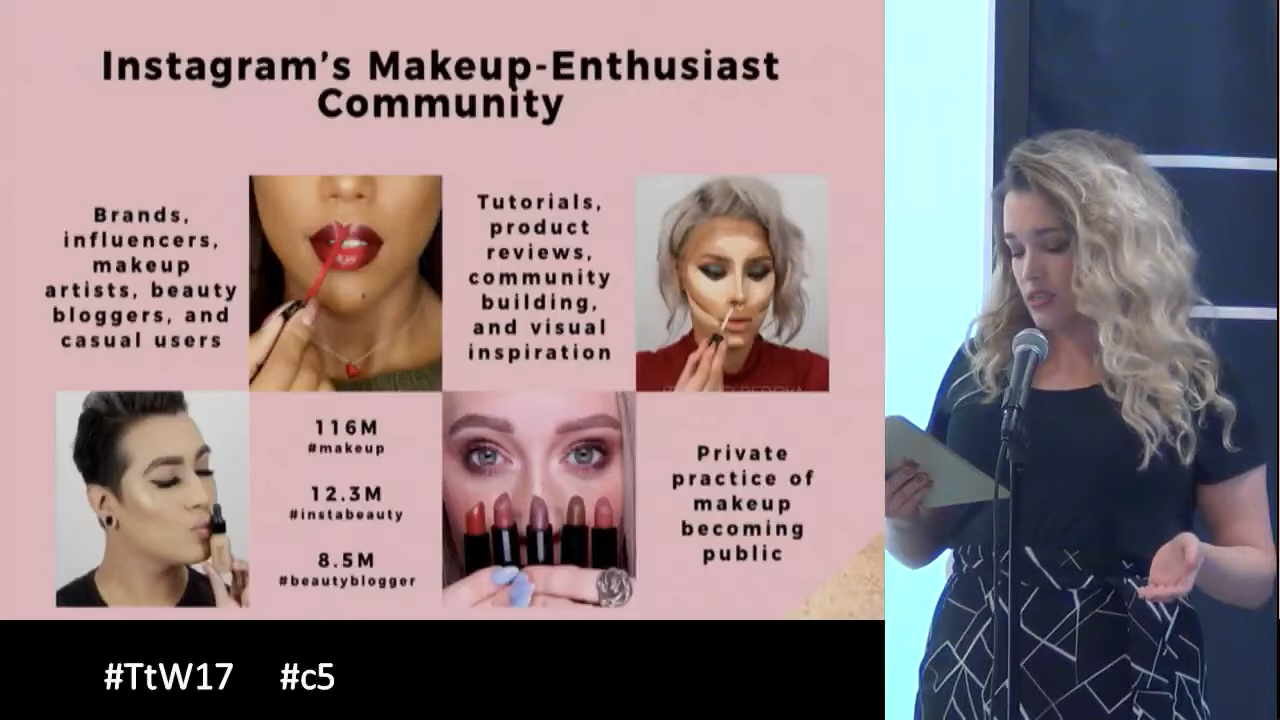 Instagram's Makeup-Enthusiast
Community
Brands,
influencers,
makeup
artists, beauty
bloggers, and
casual users
Tutorials,
product
reviews,
community
building,
and visual
inspiration
116M
#makeup
12.3M
#instabeauty
8.5M
#beautyblogger
Private
practice of
makeup
becoming
public
#TtW17 #c5